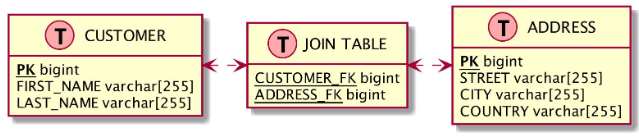 T CUSTOMER
PK bigint
FIRST_NAME varchar[255]
LAST_NAME varchar[255]
T JOIN TABLE
CUSTOMER_FK bigint
ADDRESS_FK bigint
T ADDRESS
PK bigint
STREET varchar[255]
CITY varchar[255]
COUNTRY varchar[255]